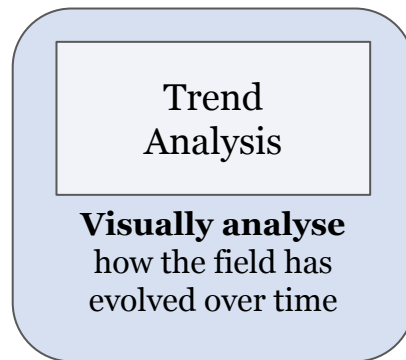 Trend
Analysis
Visually analyse
how the field has
evolved over time